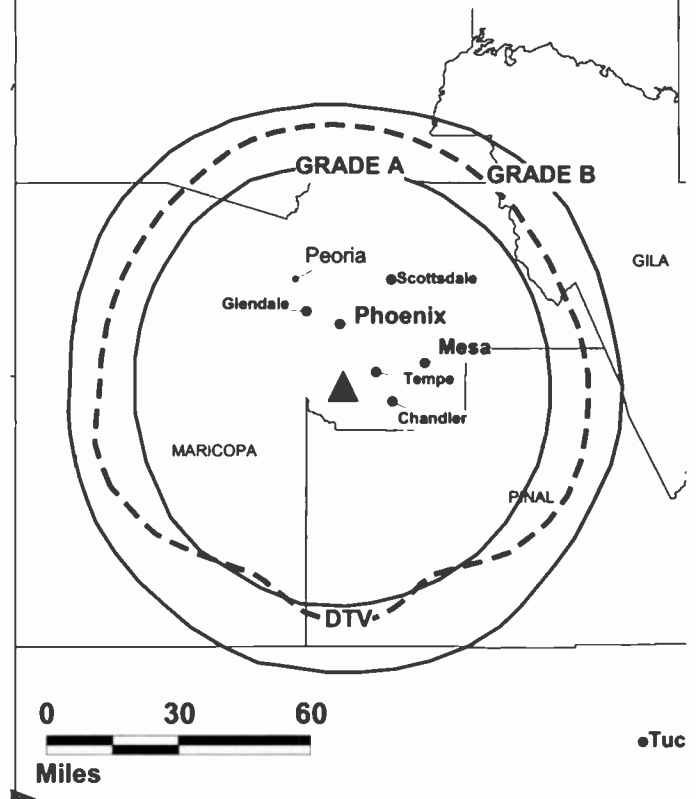 GRADE A
GRADE B
GILA
Peoria
Scottsdale
Glendale
Phoenix
Mesa
Tempe
Chandler
MARICOPA
PINAL
DTV
0 30 60
Miles
Tuc